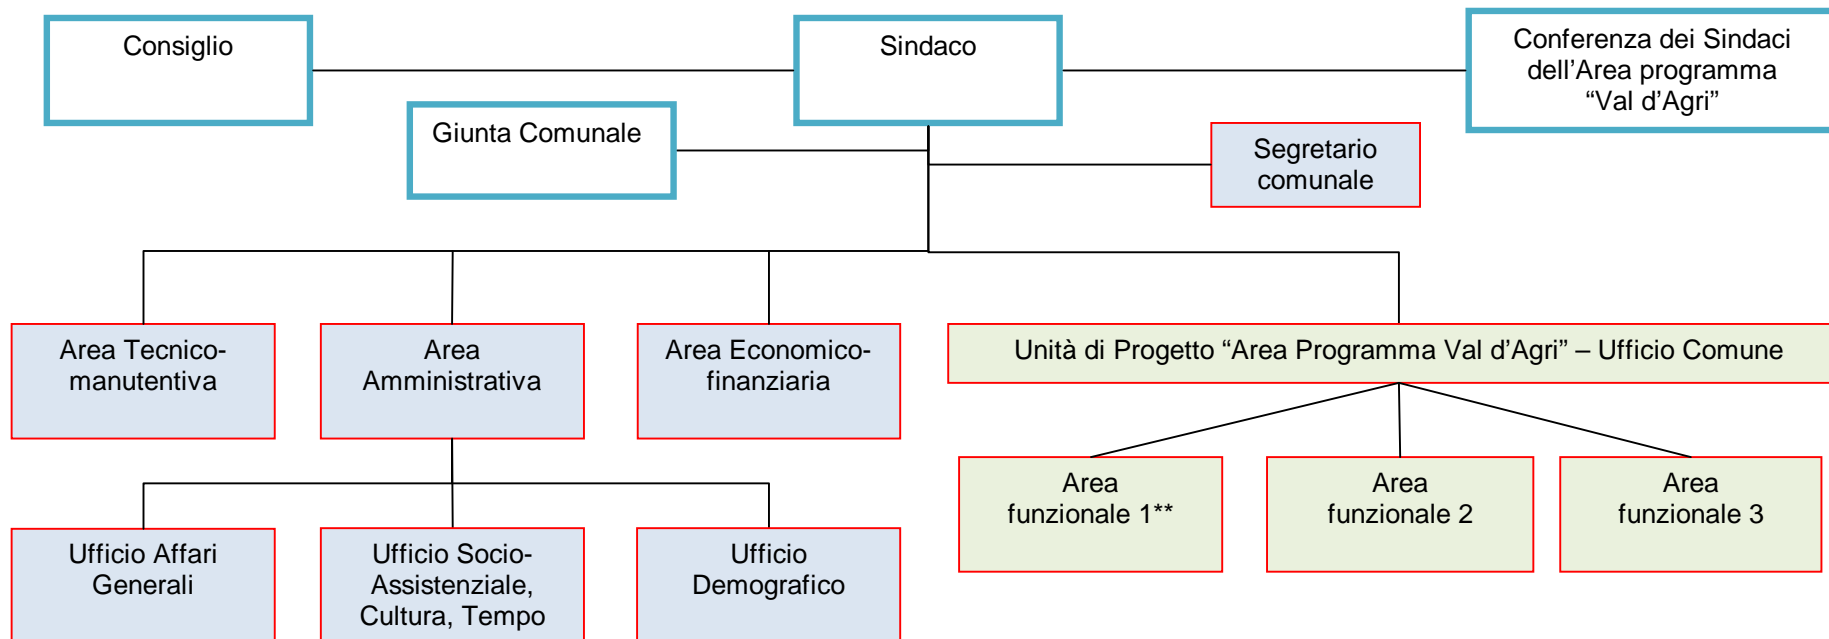 Consiglio
Sindaco
Conferenza dei Sindaci
dell’Area programma
“Val d’Agri”
Giunta Comunale
Segretario
comunale
Area Tecnico-
manutentiva
Area
Amministrativa
Area Economico-
finanziaria
Unità di Progetto “Area Programma Val d’Agri” – Ufficio Comune
Area
funzionale 1**
Area
funzionale 2
Area
funzionale 3
Ufficio Affari
Generali
Ufficio Socio-
Assistenziale,
Cultura, Tempo
Ufficio
Demografico